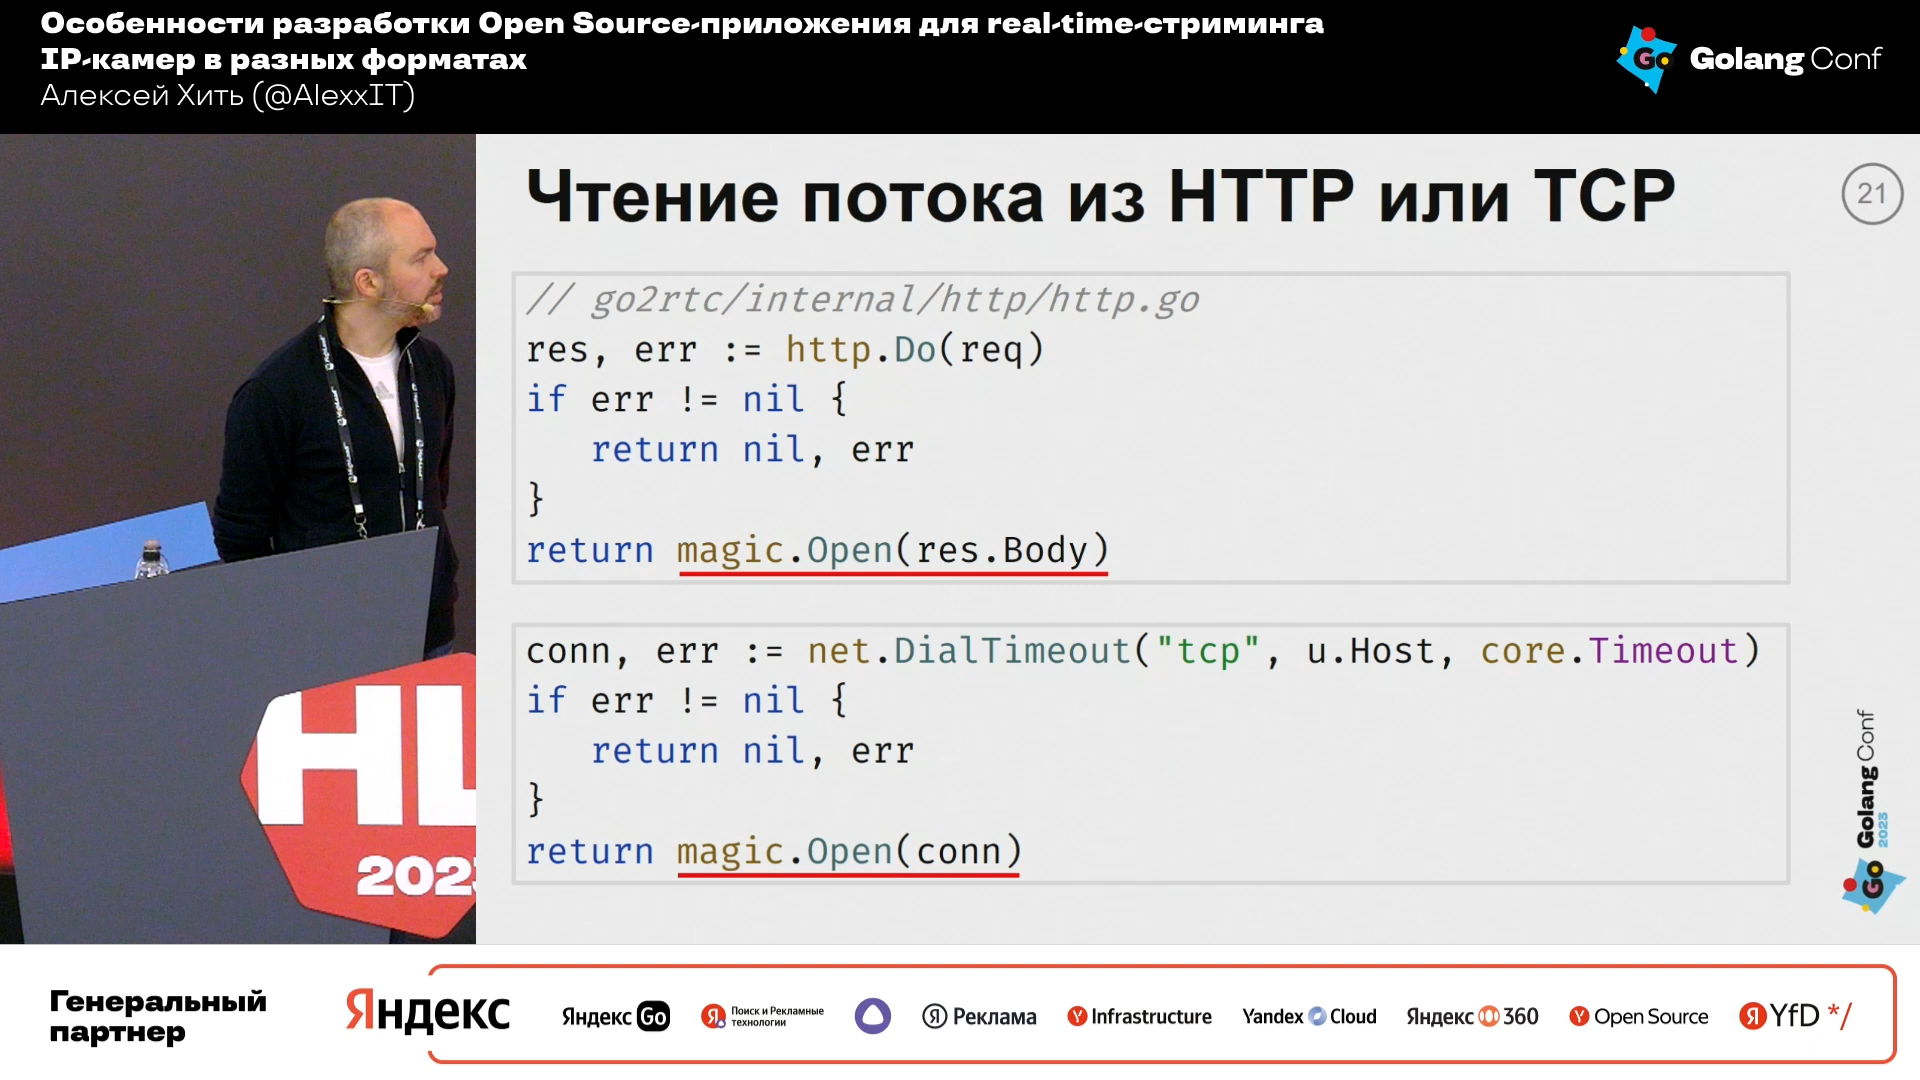 Особенности разработки Open Source-приложения для real-time-стриминга
IP-камер в разных форматах
Алексей Хить (@AlexxIT)
Go Golang Conf
Чтение потока из HTTP или TCP
21
// go2rtc/internal/http/http.go
res, err := http.Do(req)
if err != nil {
return nil, err
}
return magic.Open(res.Body)
conn, err := net.DialTimeout("tcp", u.Host, core.Timeout)
if err != nil {
return nil, err
}
return magic.Open(conn)
Go Golang Conf
2023
HL
2023
Генеральный
партнер
Яндекс
Яндекс Go
Я Поиск и Рекламные
технологии
Я Реклама
Y Infrastructure
Yandex Cloud
Яндекс 360
Y Open Source
Я YfD */